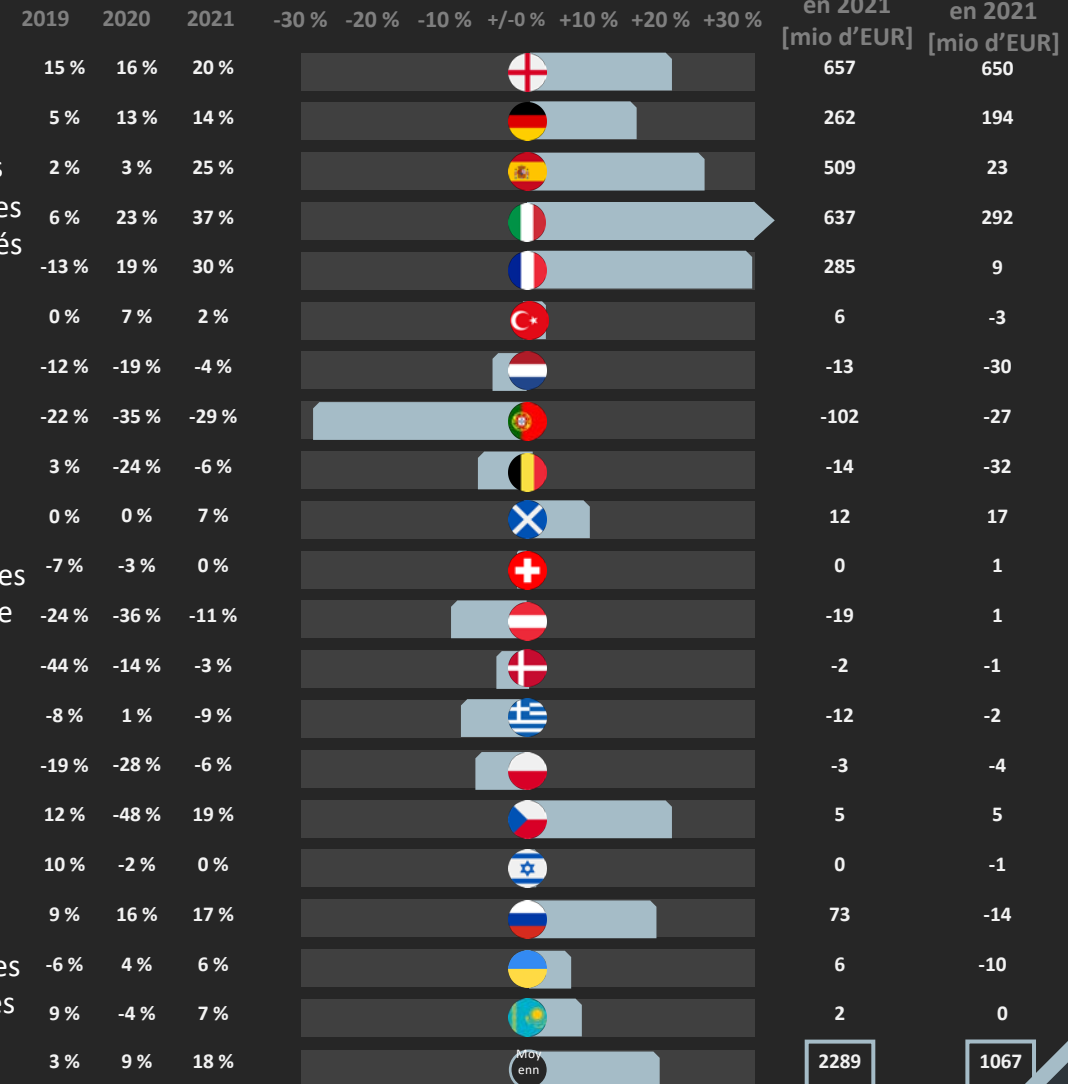 en 2021 en 2021
2019 2020 2021 -30 % -20 % -10 % +/-0 % +10 % +20 % +30 % [mio d’EUR] [mio d’EUR]
15 % 16 % 20 % 657 650
5 % 13 % 14 % 262 194
2 % 3 % 25 % 509 23
6 % 23 % 37 % 637 292
-13 % 19 % 30 % 285 9
0 % 7 % 2 % 6 -3
-12 % -19 % -4 % -13 -30
-22 % -35 % -29 % -102 -27
3 % -24 % -6 % -14 -32
0 % 0 % 7 % 12 17
-7 % -3 % 0 % 0 1
-24 % -36 % -11 % -19 1
-44 % -14 % -3 % -2 -1
-8 % 1 % -9 % -12 -2
-19 % -28 % -6 % -3 -4
12 % -48 % 19 % 5 5
10 % -2 % 0 % 0 -1
9 % 16 % 17 % 73 -14
-6 % 4 % 6 % 6 -10
9 % -4 % 7 % 2 0
3 % 9 % 18 % Moy 2289 1067
enn